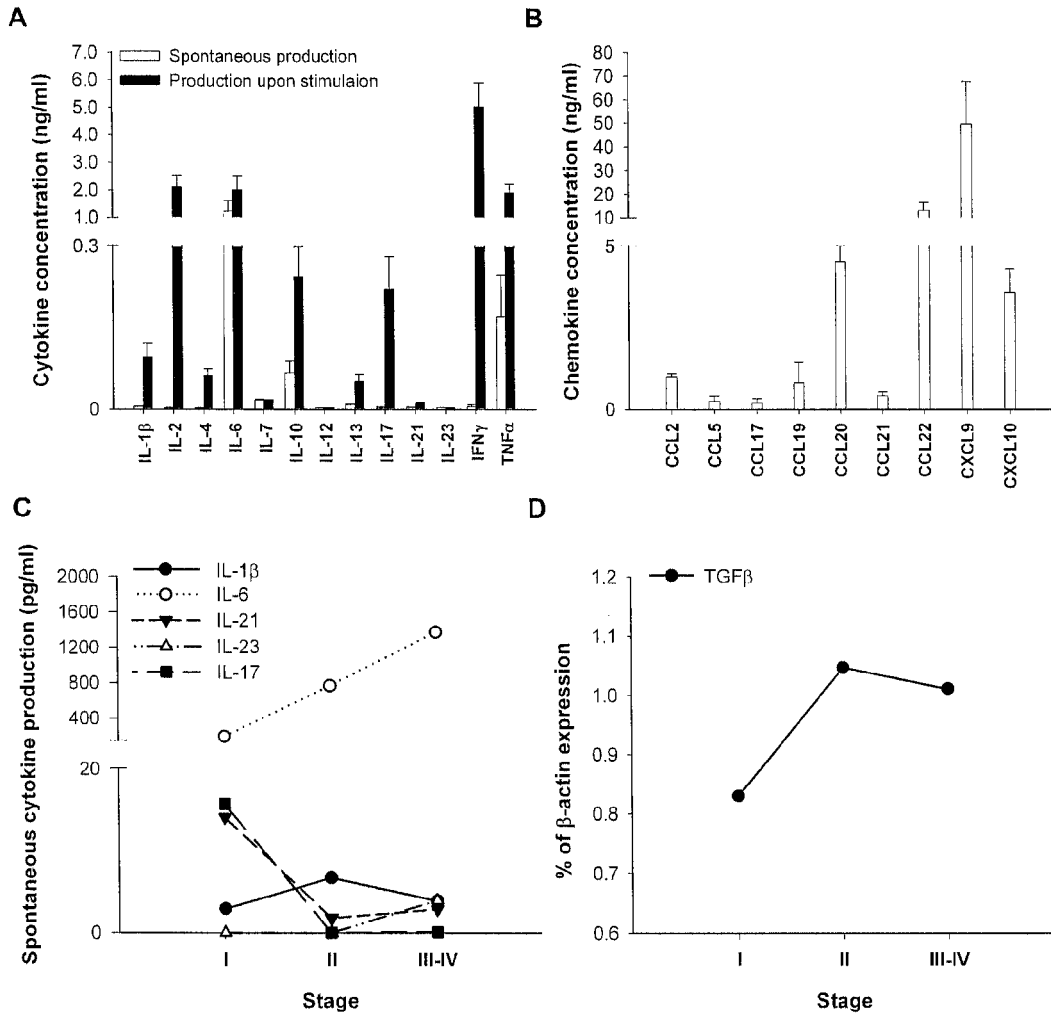 A
Cytokine concentration (ng/ml)
7.0
6.0
5.0
4.0
3.0
2.0
1.0
0.3
0
Spontaneous production
Production upon stimulaion
IL-1β
IL-2
IL-4
IL-6
IL-7
IL-10
IL-12
IL-13
IL-17
IL-21
IL-23
IFNγ
TNFα
B
Chemokine concentration (ng/ml)
80
70
60
50
40
30
20
10
5
0
CCL2
CCL5
CCL17
CCL19
CCL20
CCL21
CCL22
CXCL9
CXCL10
C
Spontaneous cytokine production (pg/ml)
2000
1600
1200
800
400
20
0
IL-1β
IL-6
IL-21
IL-23
IL-17
I II III-IV
Stage
D
% of β-actin expression
1.2
1.1
1.0
0.9
0.8
0.7
0.6
TGFβ
I II III-IV
Stage